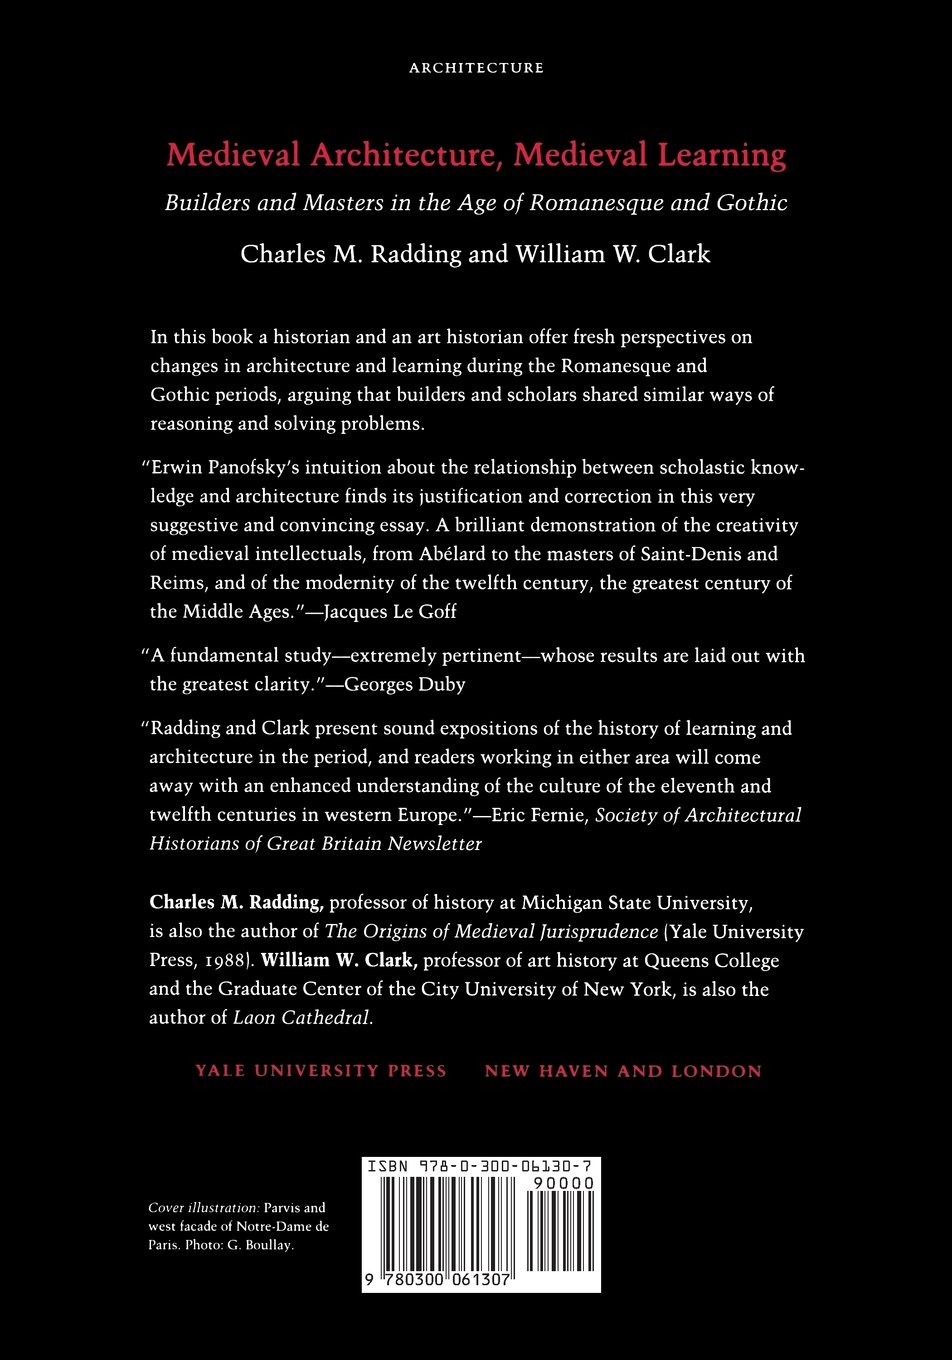 ARCHITECTURE
Medieval Architecture, Medieval Learning
Builders and Masters in the Age of Romanesque and Gothic
Charles M. Radding and William W. Clark
In this book a historian and an art historian offer fresh perspectives on
changes in architecture and learning during the Romanesque and
Gothic periods, arguing that builders and scholars shared similar ways of
reasoning and solving problems.
“Erwin Panofsky’s intuition about the relationship between scholastic know-
ledge and architecture finds its justification and correction in this very
suggestive and convincing essay. A brilliant demonstration of the creativity
of medieval intellectuals, from Abélard to the masters of Saint-Denis and
Reims, and of the modernity of the twelfth century, the greatest century of
the Middle Ages.”—Jacques Le Goff
“A fundamental study—extremely pertinent—whose results are laid out with
the greatest clarity.”—Georges Duby
“Radding and Clark present sound expositions of the history of learning and
architecture in the period, and readers working in either area will come
away with an enhanced understanding of the culture of the eleventh and
twelfth centuries in western Europe.”—Eric Fernie, Society of Architectural
Historians of Great Britain Newsletter
Charles M. Radding, professor of history at Michigan State University,
is also the author of The Origins of Medieval Jurisprudence (Yale University
Press, 1988). William W. Clark, professor of art history at Queens College
and the Graduate Center of the City University of New York, is also the
author of Laon Cathedral.
YALE UNIVERSITY PRESS NEW HAVEN AND LONDON
ISBN 978-0-300-06130-7
90000
9 780300 061307
Cover illustration: Parvis and
west facade of Notre-Dame de
Paris. Photo: G. Boullay.